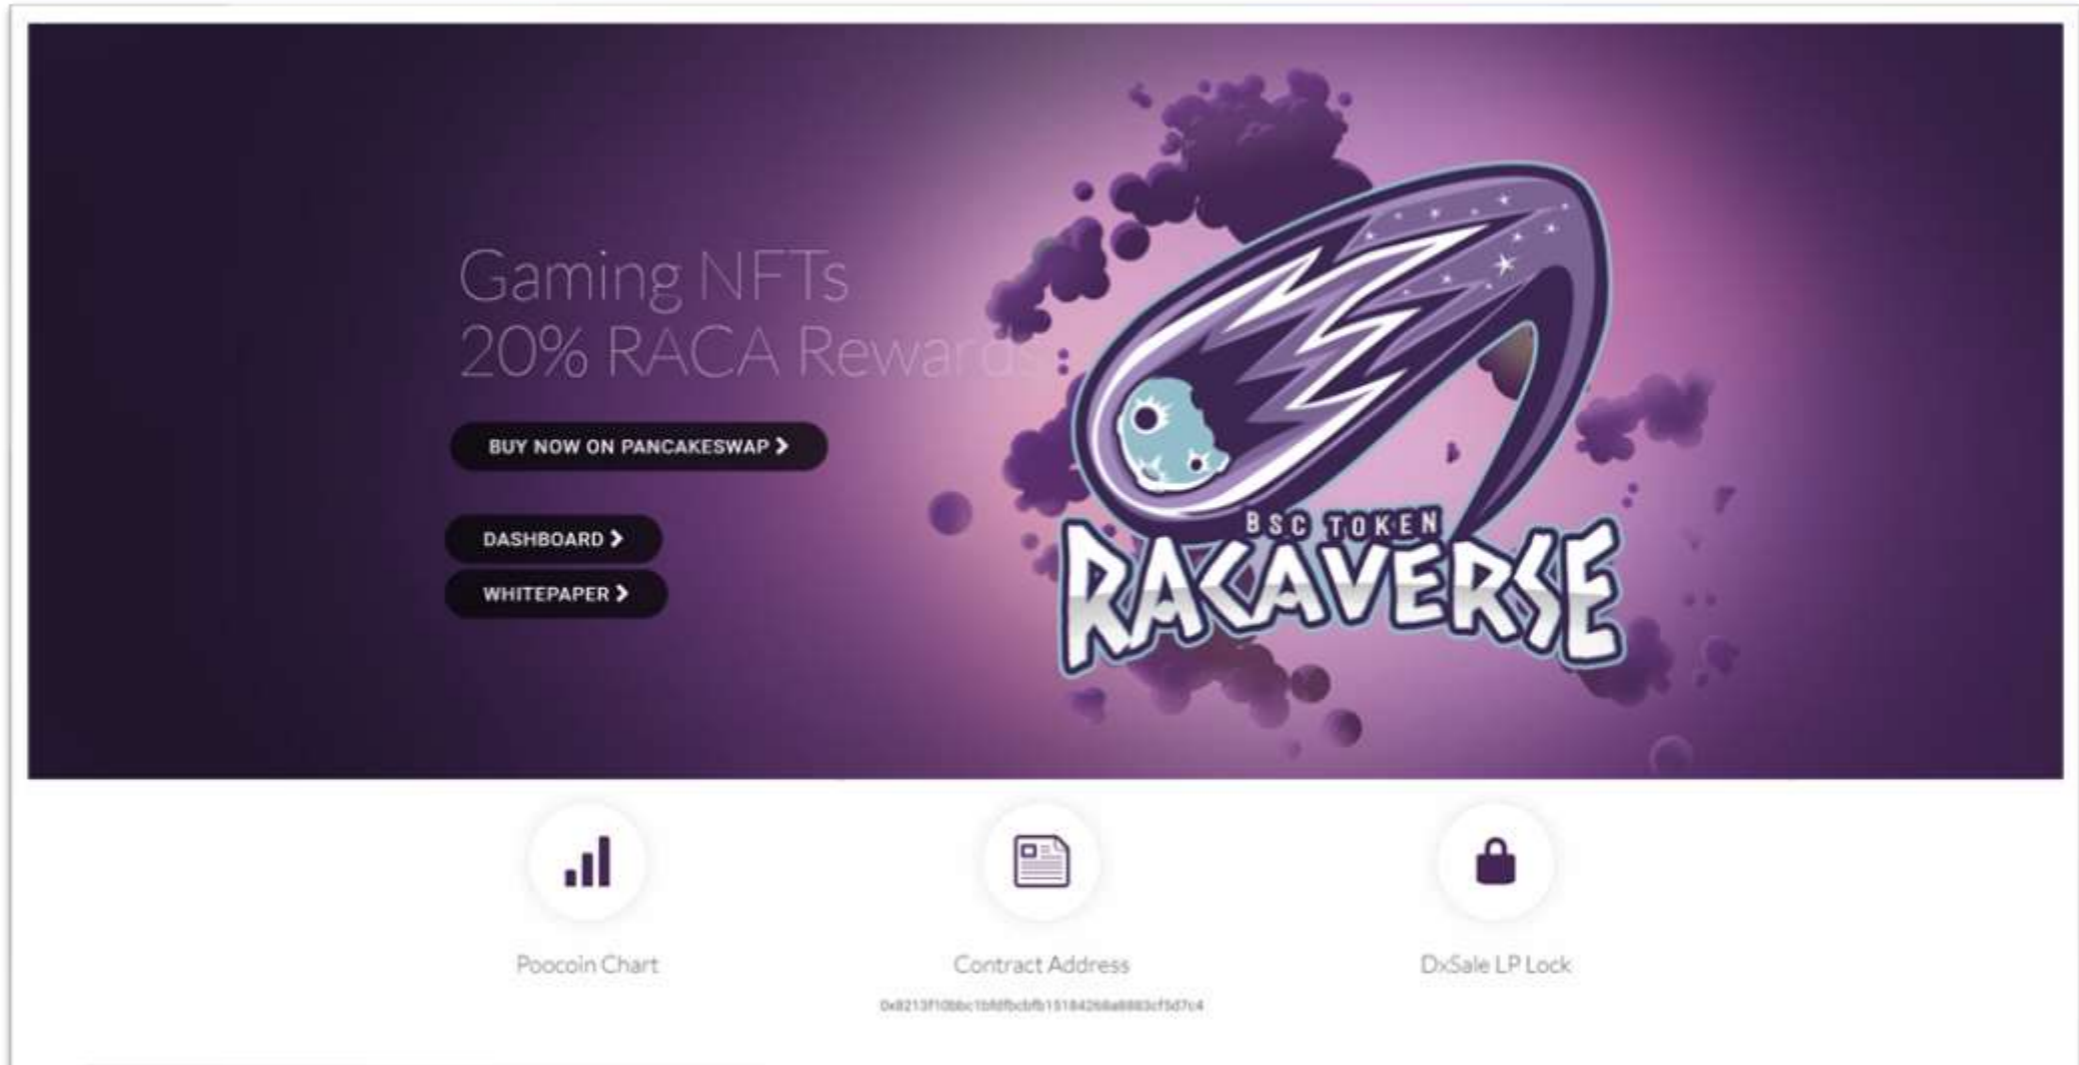 Gaming NFTs
20% RACA Rewards
BUY NOW ON PANCAKESWAP
DASHBOARD
WHITEPAPER
BSC TOKEN
RACAVERSE
Poocoin Chart
Contract Address
DxSale LP Lock